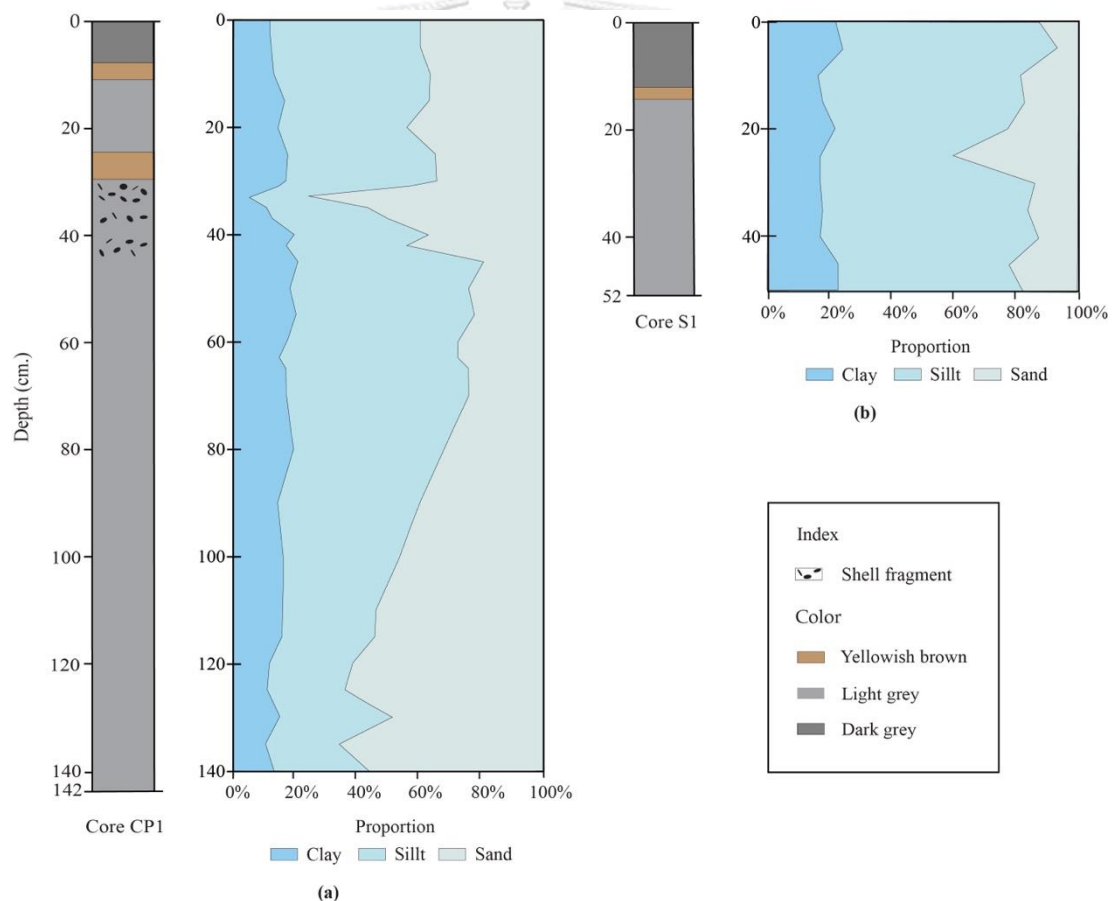 Depth (cm.)
0
20
40
60
80
100
120
140
142
Core CP1
0
20
40
60
80
100
120
140
0% 20% 40% 60% 80% 100%
Proportion
Clay Sillt Sand
(a)
0
20
40
52
Core S1
0
20
40
0% 20% 40% 60% 80% 100%
Proportion
Clay Sillt Sand
(b)
Index
Shell fragment
Color
Yellowish brown
Light grey
Dark grey